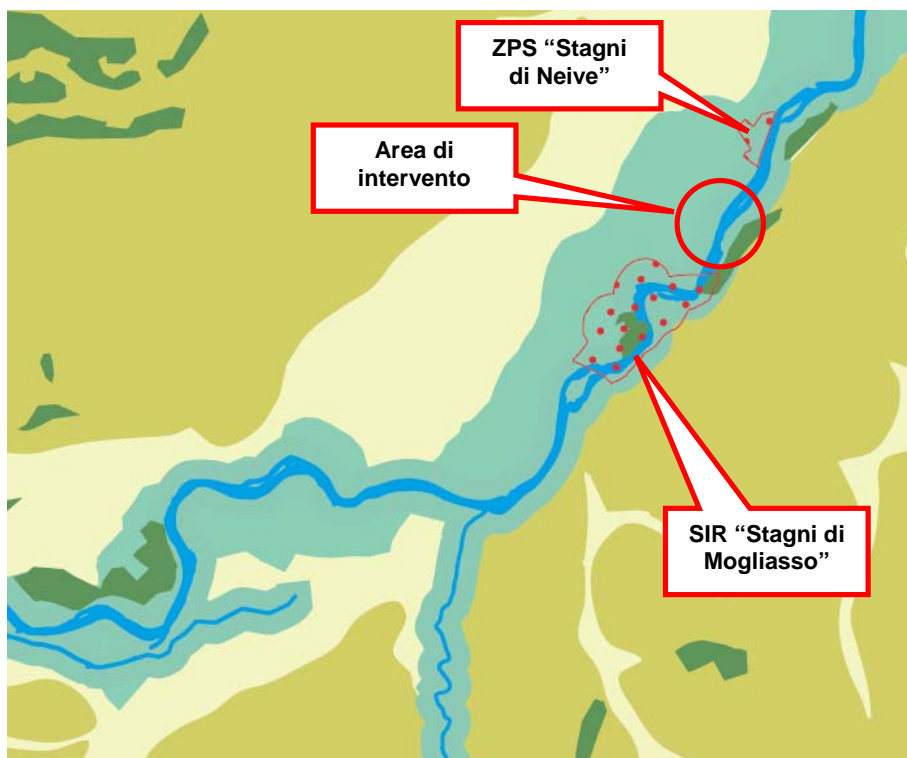 ZPS “Stagni
di Neive”
Area di
intervento
SIR “Stagni di
Mogliasso”